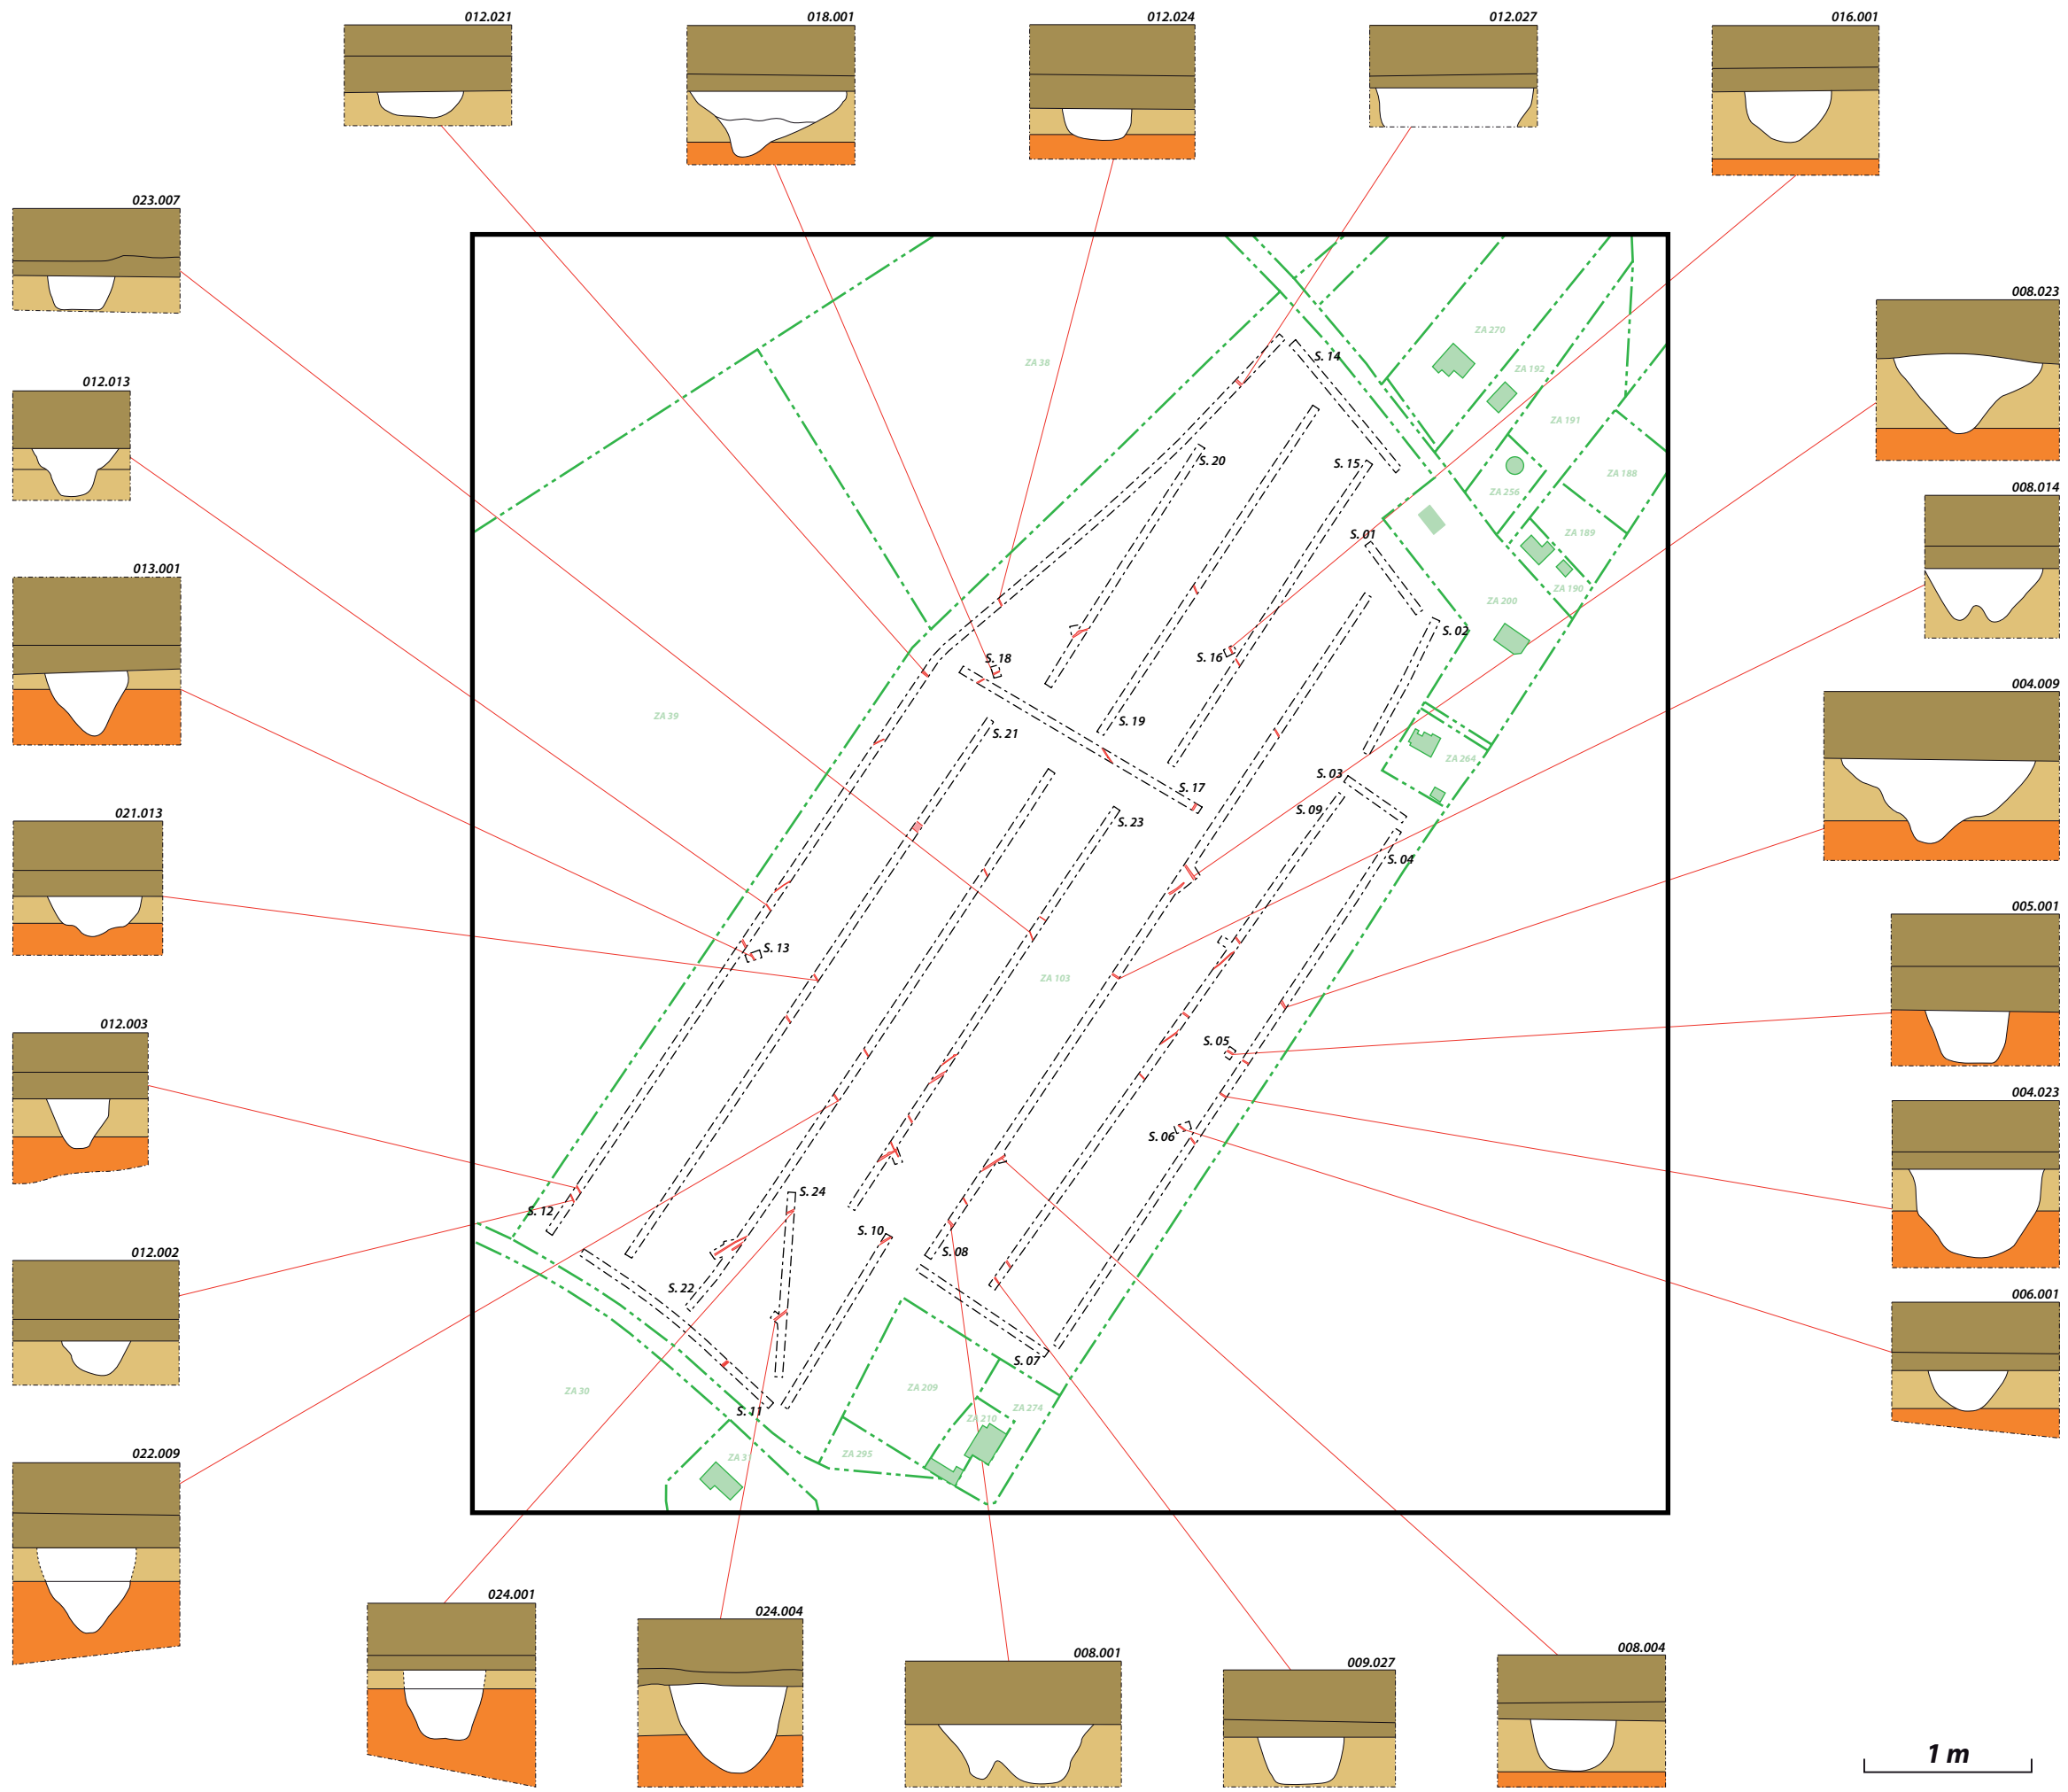 012.021
018.001
012.024
012.027
016.001
023.007
008.023
ZA 270
S. 14
ZA 38
ZA 192
012.013
ZA 191
S. 20
S. 15
ZA 188
ZA 256
008.014
S. 01
ZA 189
013.001
ZA 190
ZA 200
S. 02
S. 18
S. 16
004.009
ZA 39
S. 19
S. 21
ZA 264
S. 03
S. 17
S. 09
021.013
S. 23
S. 04
005.001
S. 13
ZA 103
012.003
S. 05
004.023
S. 06
S. 24
S. 12
S. 10
012.002
S. 08
S. 22
006.001
S. 07
ZA 30
ZA 209
ZA 274
S. 11
ZA 210
022.009
ZA 295
024.001
024.004
008.001
009.027
008.004
1 m